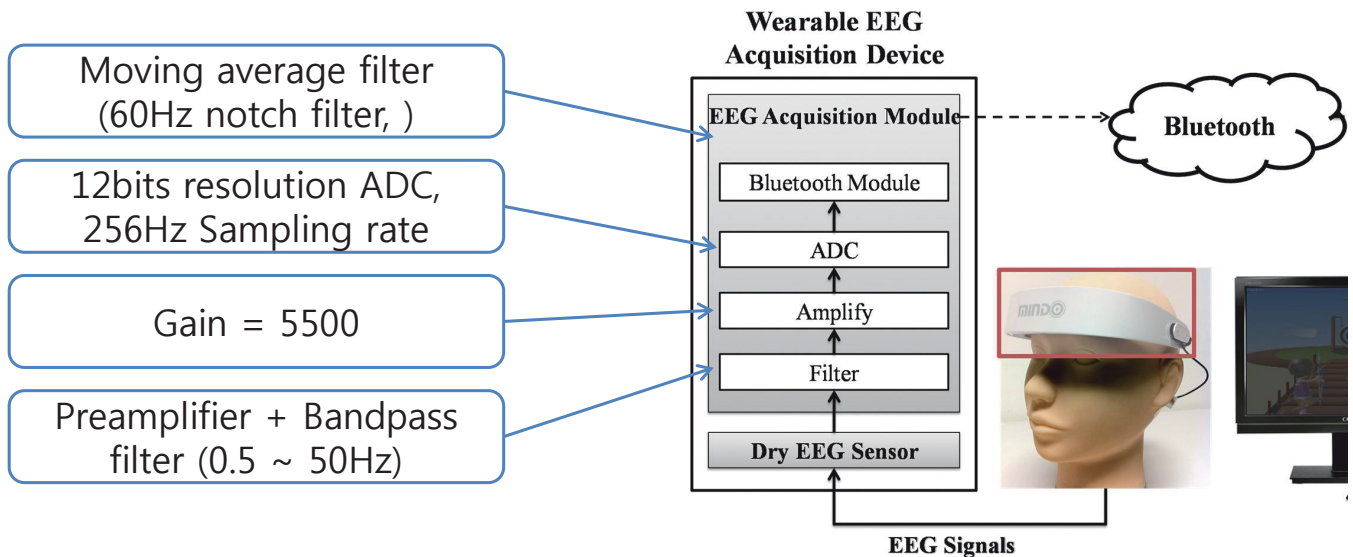 Wearable EEG
Acquisition Device
Moving average filter
(60Hz notch filter, )
12bits resolution ADC,
256Hz Sampling rate
Gain = 5500
Preamplifier + Bandpass
filter (0.5 ~ 50Hz)
EEG Acquisition Module
Bluetooth Module
ADC
Amplify
Filter
Dry EEG Sensor
Bluetooth
MINDO
EEG Signals